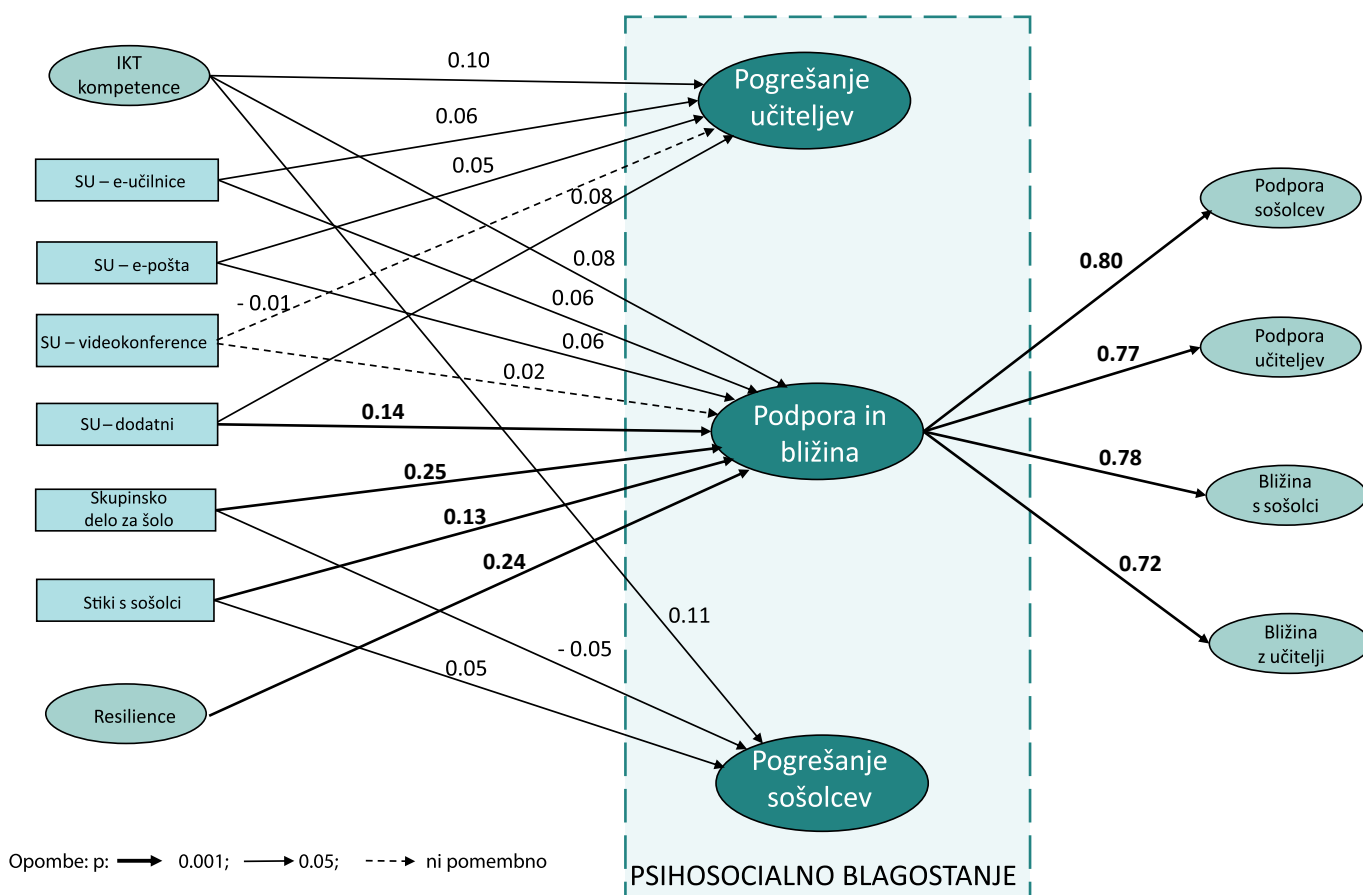 IKT
kompetence
SU – e-učilnice
SU – e-pošta
SU – videokonference
SU – dodatni
Skupinsko
delo za šolo
Stiki s sošolci
Resilience
0.10
0.06
0.05
0.08
0.08
- 0.01
0.06
0.06
0.02
0.14
0.25
0.13
0.24
0.11
- 0.05
0.05
Pogrešanje
učiteljev
Podpora in
bližina
Pogrešanje
sošolcev
PSIHOSOCIALNO BLAGOSTANJE
0.80
0.77
0.78
0.72
Podpora
sošolcev
Podpora
učiteljev
Bližina
s sošolci
Bližina
z učitelji
Opombe: p: 0.001; 0.05; ni pomembno